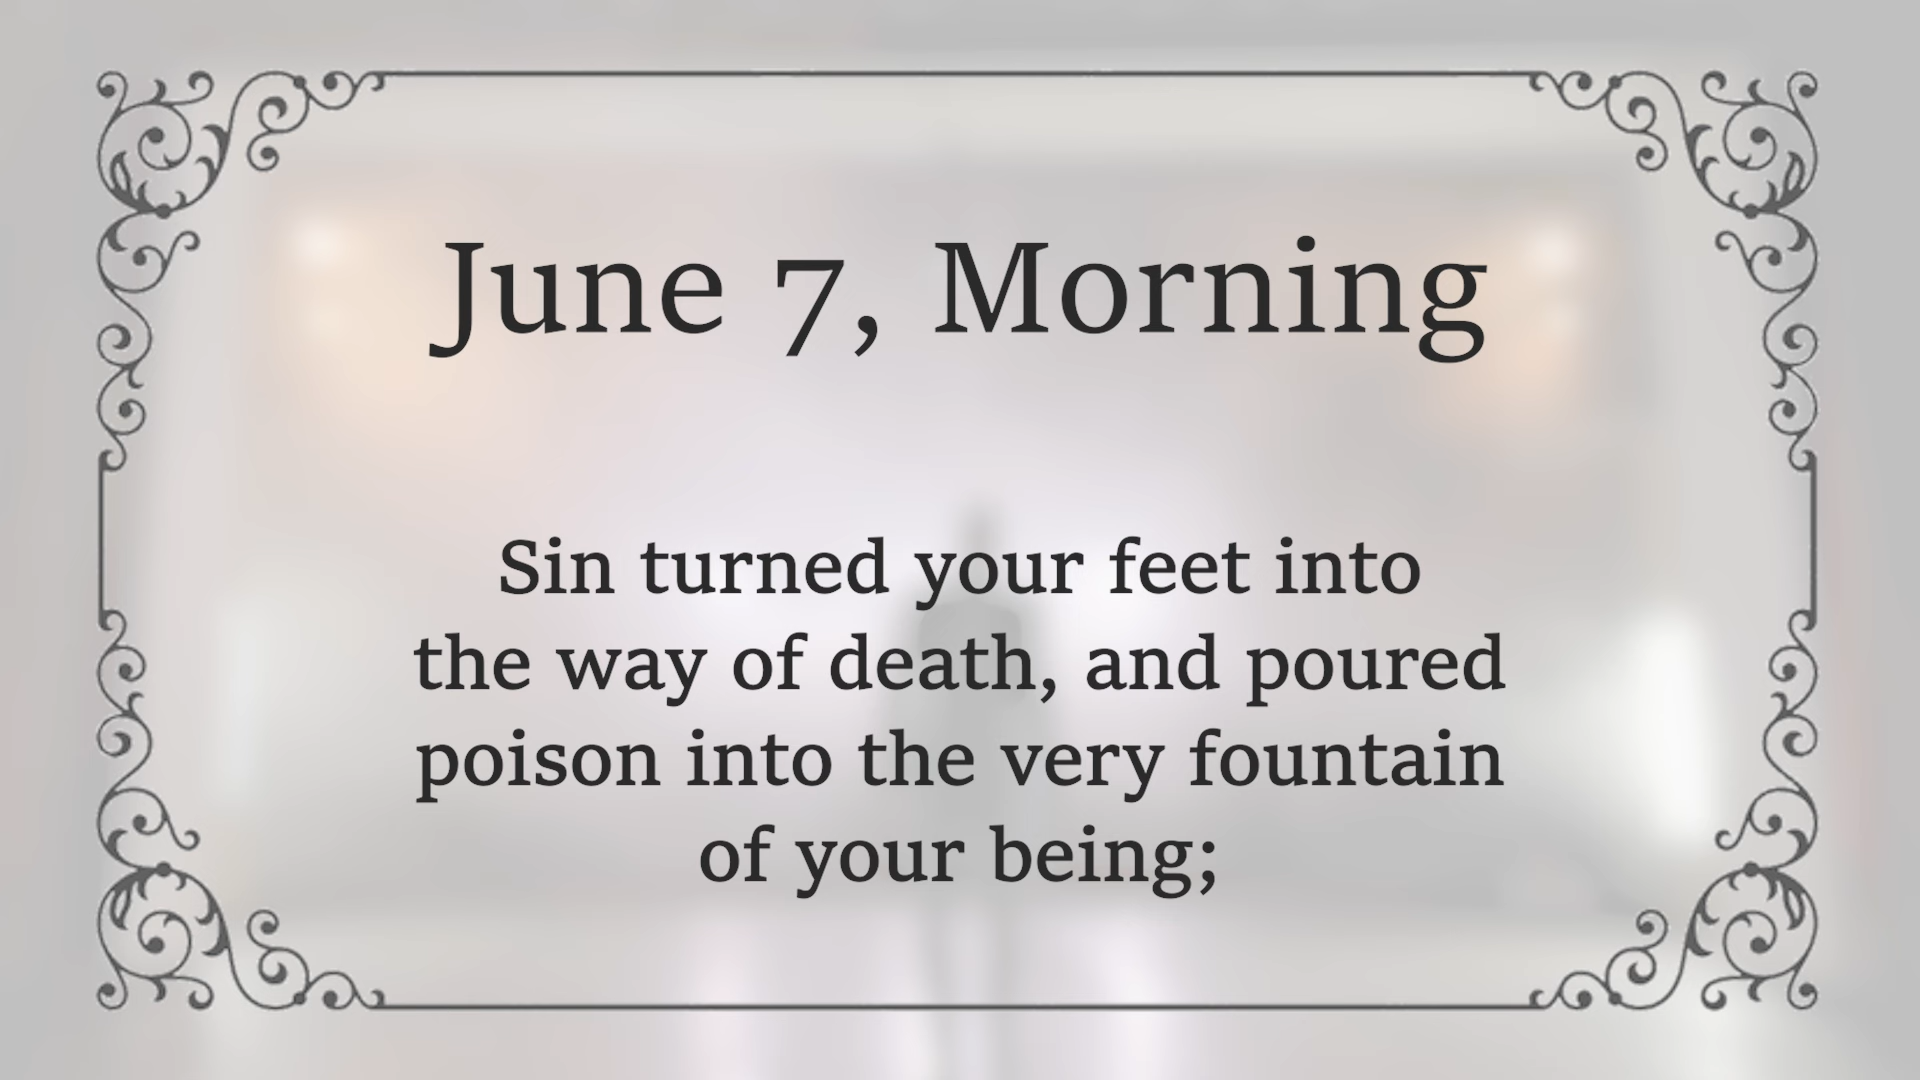 June 7, Morning
Sin turned your feet into
the way of death, and poured
poison into the very fountain
of your being;